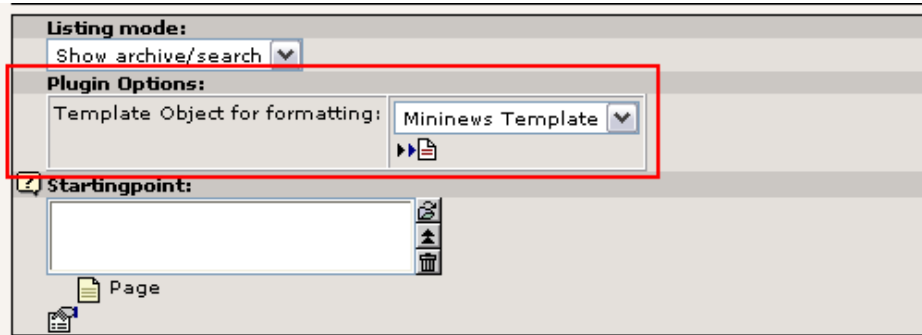 Listing mode:
Show archive/search
Plugin Options:
Template Object for formatting: Mininews Template
Startingpoint:
Page